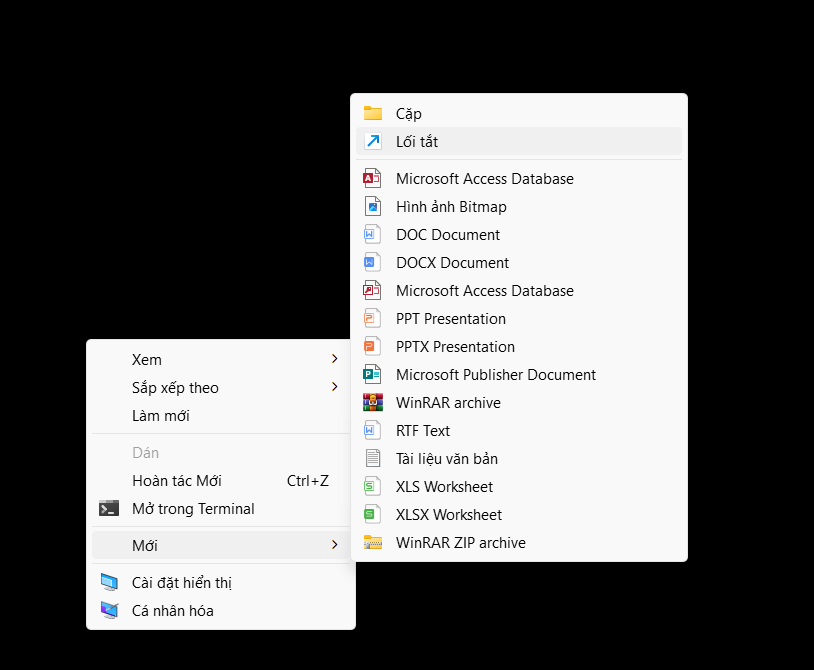 Cặp
Lối tắt
Microsoft Access Database
Hình ảnh Bitmap
DOC Document
DOCX Document
Microsoft Access Database
PPT Presentation
PPTX Presentation
Microsoft Publisher Document
WinRAR archive
RTF Text
Tài liệu văn bản
XLS Worksheet
XLSX Worksheet
WinRAR ZIP archive
Xem
Sắp xếp theo
Làm mới
Dán
Hoàn tác Mới Ctrl+Z
Mở trong Terminal
Mới
Cài đặt hiển thị
Cá nhân hóa